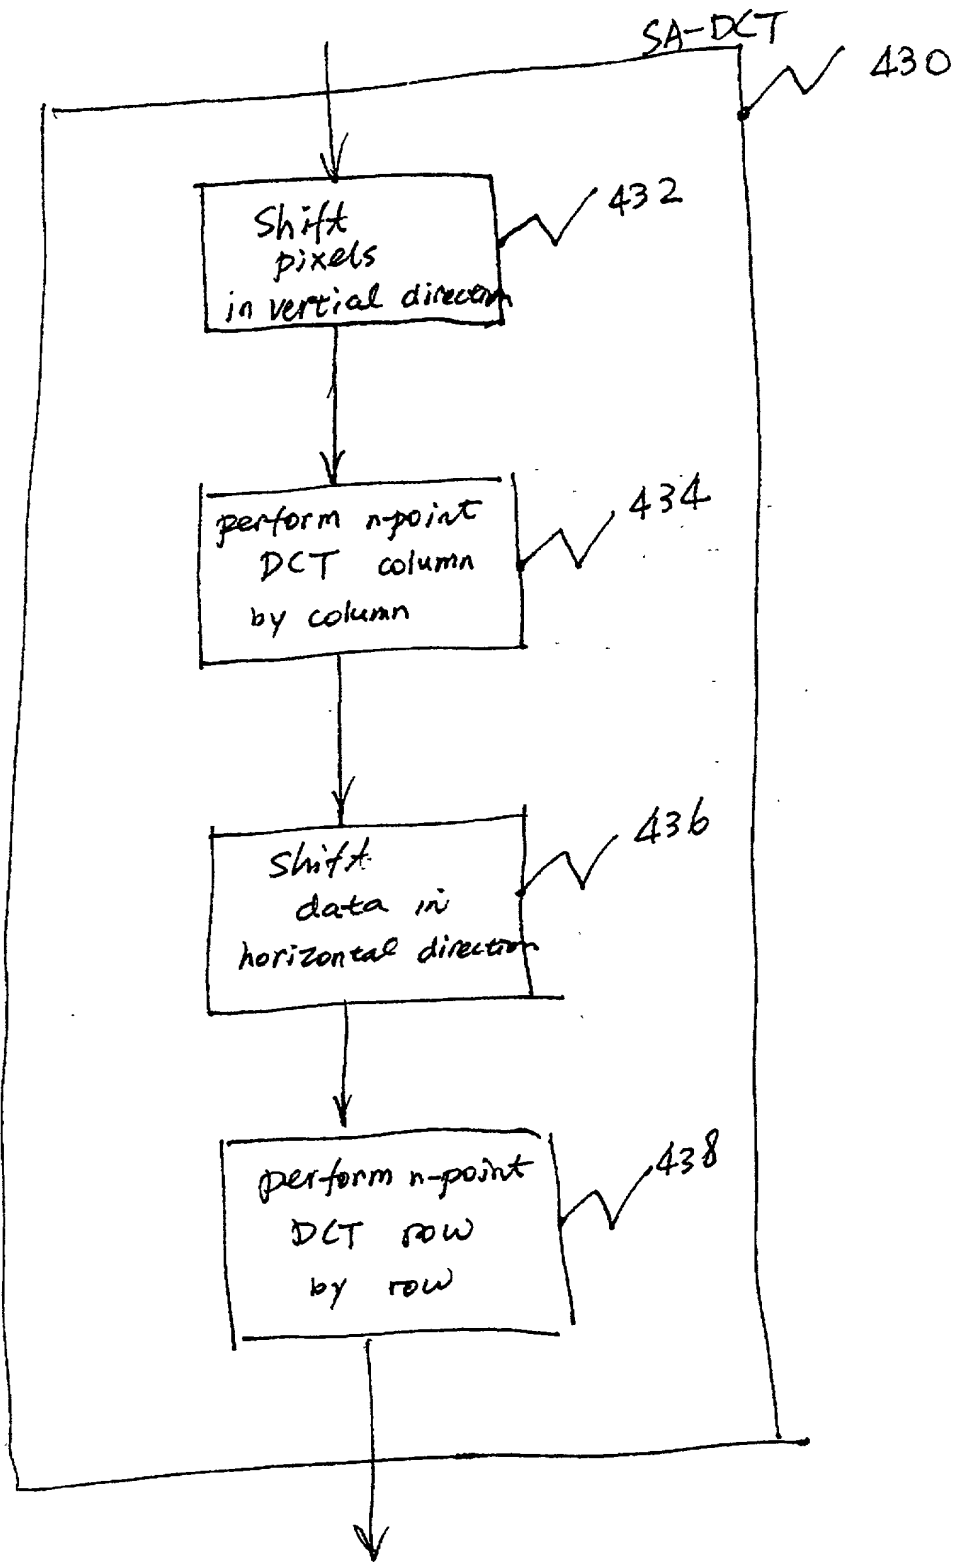 SA-DCT
430
432
Shift
pixels
in vertial direction
434
perform n-point
DCT column
by column
436
Shift
data in
horizontal direction
438
perform n-point
DCT row
by row